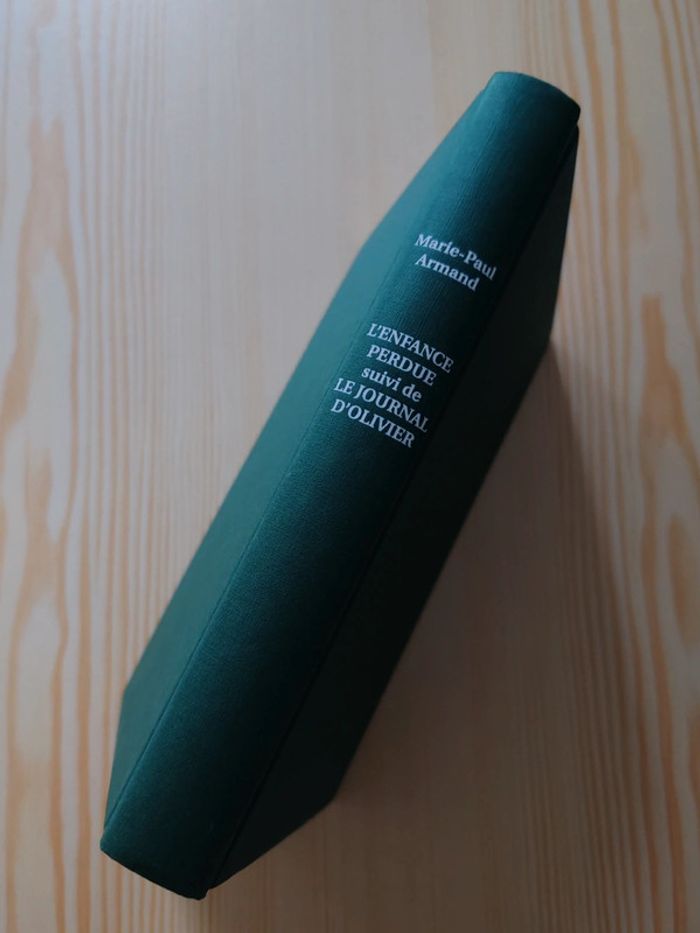 Marie-Paul
Armand
L'ENFANCE
PERDUE
suivi de
LE JOURNAL
D'OLIVIER